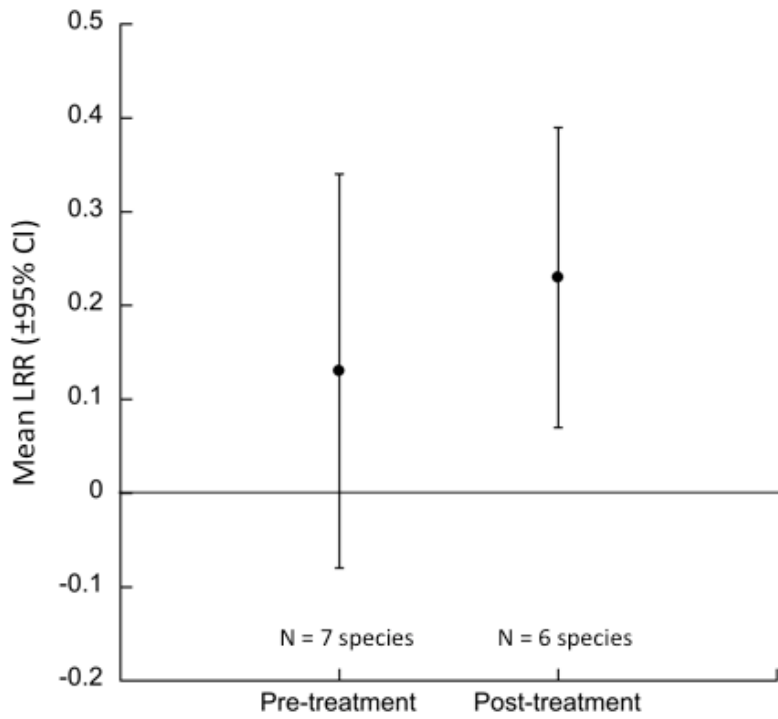 Mean LRR (±95% CI)
0.5
0.4
0.3
0.2
0.1
0
-0.1
-0.2
N = 7 species
N = 6 species
Pre-treatment
Post-treatment